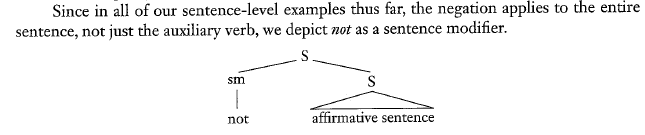 Since in all of our sentence-level examples thus far, the negation applies to the entire
sentence, not just the auxiliary verb, we depict not as a sentence modifier.
S
sm S
not affirmative sentence